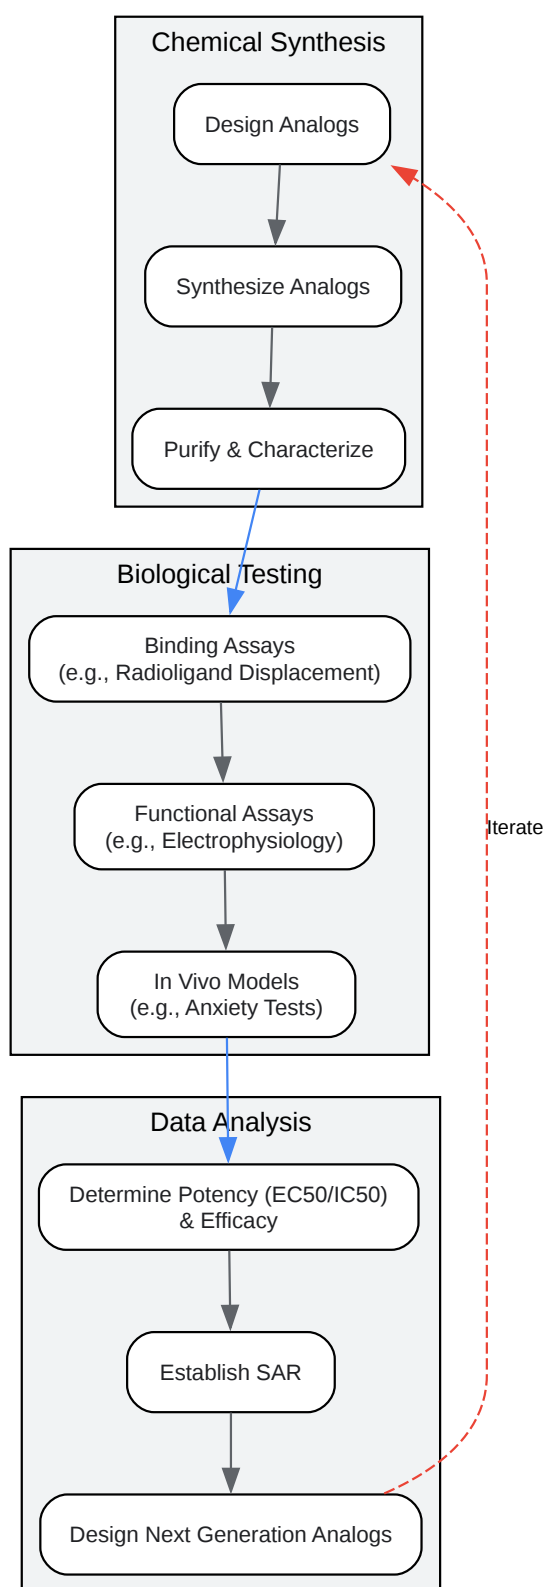 Chemical Synthesis
Design Analogs
Synthesize Analogs
Purify & Characterize
Biological Testing
Binding Assays
(e.g., Radioligand Displacement)
Functional Assays
(e.g., Electrophysiology)
Iterate
In Vivo Models
(e.g., Anxiety Tests)
Data Analysis
Determine Potency (EC50/IC50)
& Efficacy
Establish SAR
Design Next Generation Analogs